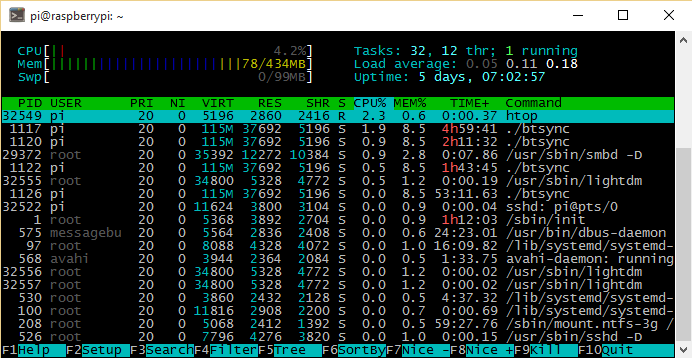 pi@raspberrypi: ~
CPU[|| 4.2%] Tasks: 32, 12 thr; 1 running
Mem[||||||||||||||||||||||||78/434MB] Load average: 0.05 0.11 0.18
Swp[ 0/99MB] Uptime: 5 days, 07:02:57
PID USER PRI NI VIRT RES SHR S CPU% MEM% TIME+ Command
32549 pi 20 0 5196 2860 2416 R 2.3 0.6 0:00.37 htop
1117 pi 20 0 115M 37692 5196 S 1.9 8.5 4h59:41 ./btsync
1120 pi 20 0 115M 37692 5196 S 0.9 8.5 2h11:32 ./btsync
29372 root 20 0 35392 12272 10384 S 0.9 2.8 0:07.86 /usr/sbin/smbd -D
1122 pi 20 0 115M 37692 5196 S 0.5 8.5 1h43:45 ./btsync
32555 root 20 0 34800 5328 4772 S 0.5 1.2 0:00.19 /usr/sbin/lightdm
1126 pi 20 0 115M 37692 5196 S 0.0 8.5 53:11.63 ./btsync
32522 pi 20 0 11624 3800 3104 S 0.0 0.9 0:00.04 sshd: pi@pts/0
1 root 20 0 5368 3892 2704 S 0.0 0.9 1h12:03 /sbin/init
575 messagebu 20 0 5564 2836 2408 S 0.0 0.6 24:23.01 /usr/bin/dbus-daemon
97 root 20 0 8088 4328 4072 S 0.0 1.0 16:09.82 /lib/systemd/systemd-
568 avahi 20 0 3944 2364 2084 S 0.0 0.5 1:33.75 avahi-daemon: running
32556 root 20 0 34800 5328 4772 S 0.0 1.2 0:00.02 /usr/sbin/lightdm
32557 root 20 0 34800 5328 4772 S 0.0 1.2 0:00.02 /usr/sbin/lightdm
530 root 20 0 3860 2432 2128 S 0.0 0.5 4:37.32 /lib/systemd/systemd-
100 root 20 0 11816 2908 2200 S 0.0 0.7 0:00.69 /lib/systemd/systemd-
208 root 20 0 5068 2412 1392 S 0.0 0.5 59:27.76 /sbin/mount.ntfs-3g /
526 root 20 0 7796 4276 3820 S 0.0 1.0 0:00.15 /usr/sbin/sshd -D
F1Help F2Setup F3SearchF4FilterF5Tree F6SortByF7Nice -F8Nice +F9Kill F10Quit